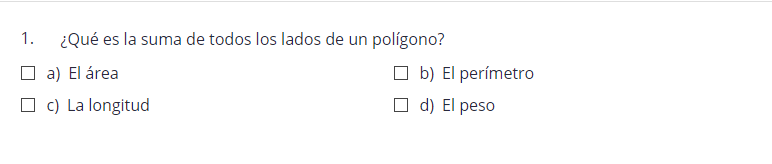 1. ¿Qué es la suma de todos los lados de un polígono?
a) El área b) El perímetro
c) La longitud d) El peso